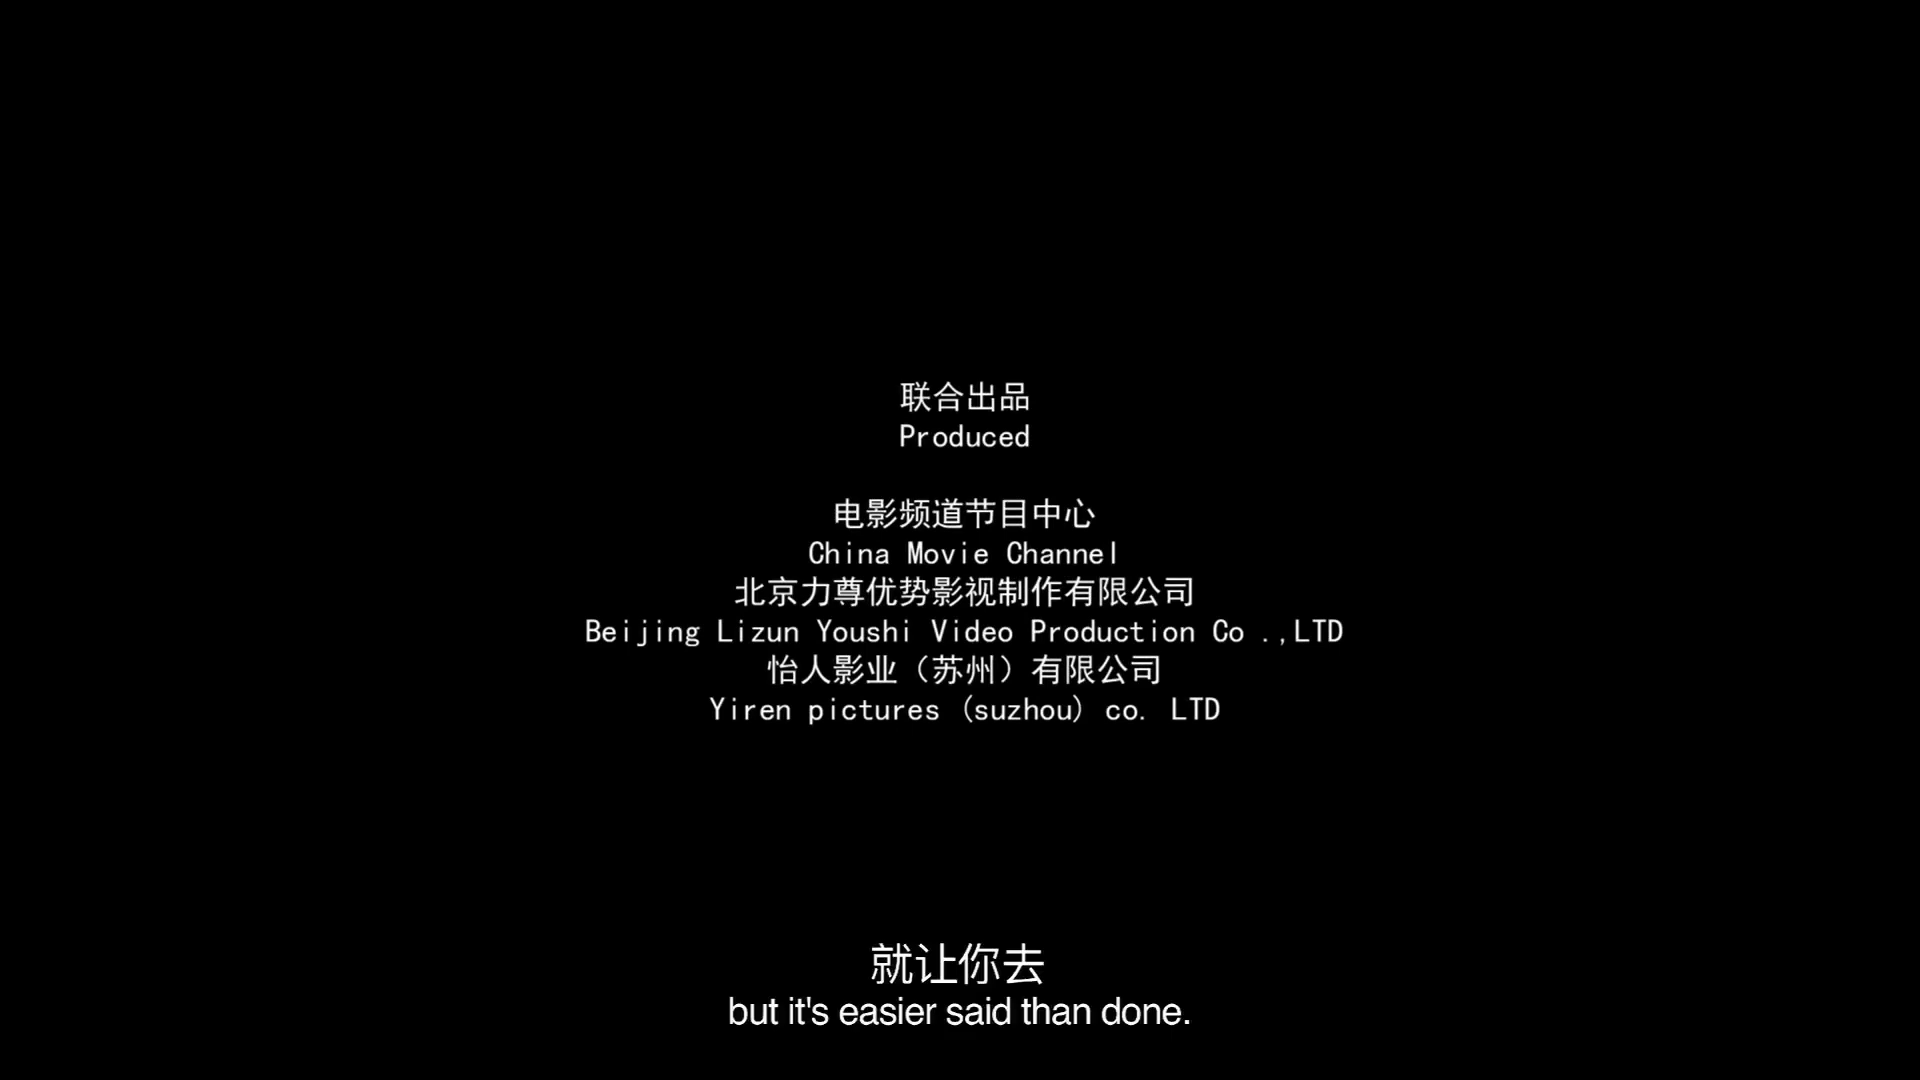 联合出品
Produced
电影频道节目中心
China Movie Channel
北京力尊优势影视制作有限公司
Beijing Lizun Youshi Video Production Co .,LTD
怡人影业（苏州）有限公司
Yiren pictures (suzhou) co. LTD
就让你去
but it's easier said than done.